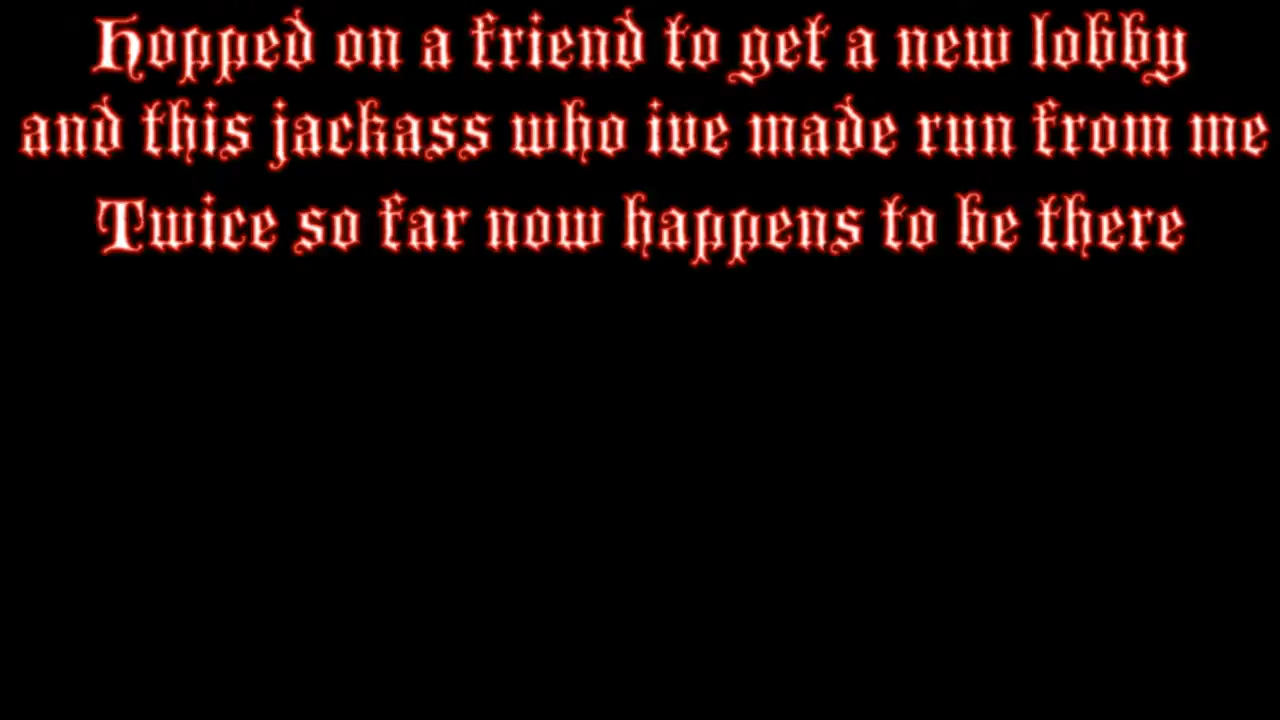 Hopped on a friend to get a new lobby
and this jackass who ive made run from me
Twice so far now happens to be there